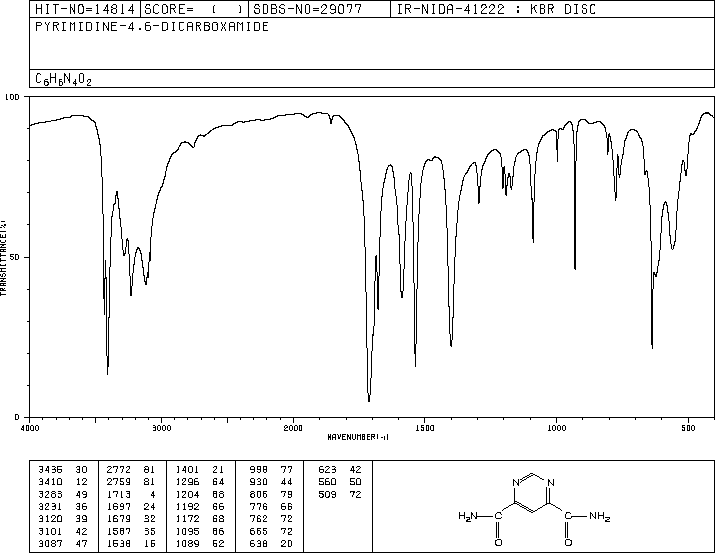 HIT-NO=14814 SCORE= ( ) SDBS-NO=29077 IR-NIDA-41222 : KBR DISC
PYRIMIDINE-4,6-DICARBOXAMIDE
C6H6N4O2
100
TRANSMITTANCE(%)
50
0
4000 3000 2000 1500 1000 500
WAVENUMBER(-1)
3436 30 2772 81 1401 21 998 77 623 42
3410 12 2759 81 1296 64 930 44 560 50
3283 49 1713 4 1204 68 806 79 509 72
3231 36 1697 24 1192 66 776 66
3120 39 1679 32 1172 68 762 72
3101 42 1587 35 1095 66 665 72
3087 47 1538 15 1089 52 638 20
N N
H2N C C NH2
O O